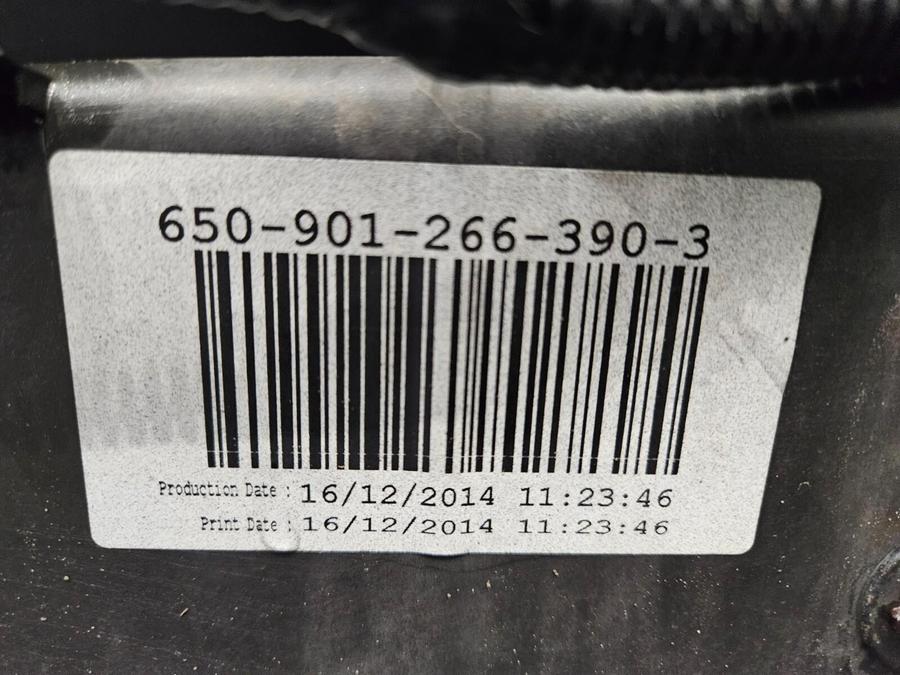 650-901-266-390-3
Production Date : 16/12/2014 11:23:46
Print Date : 16/12/2014 11:23:46